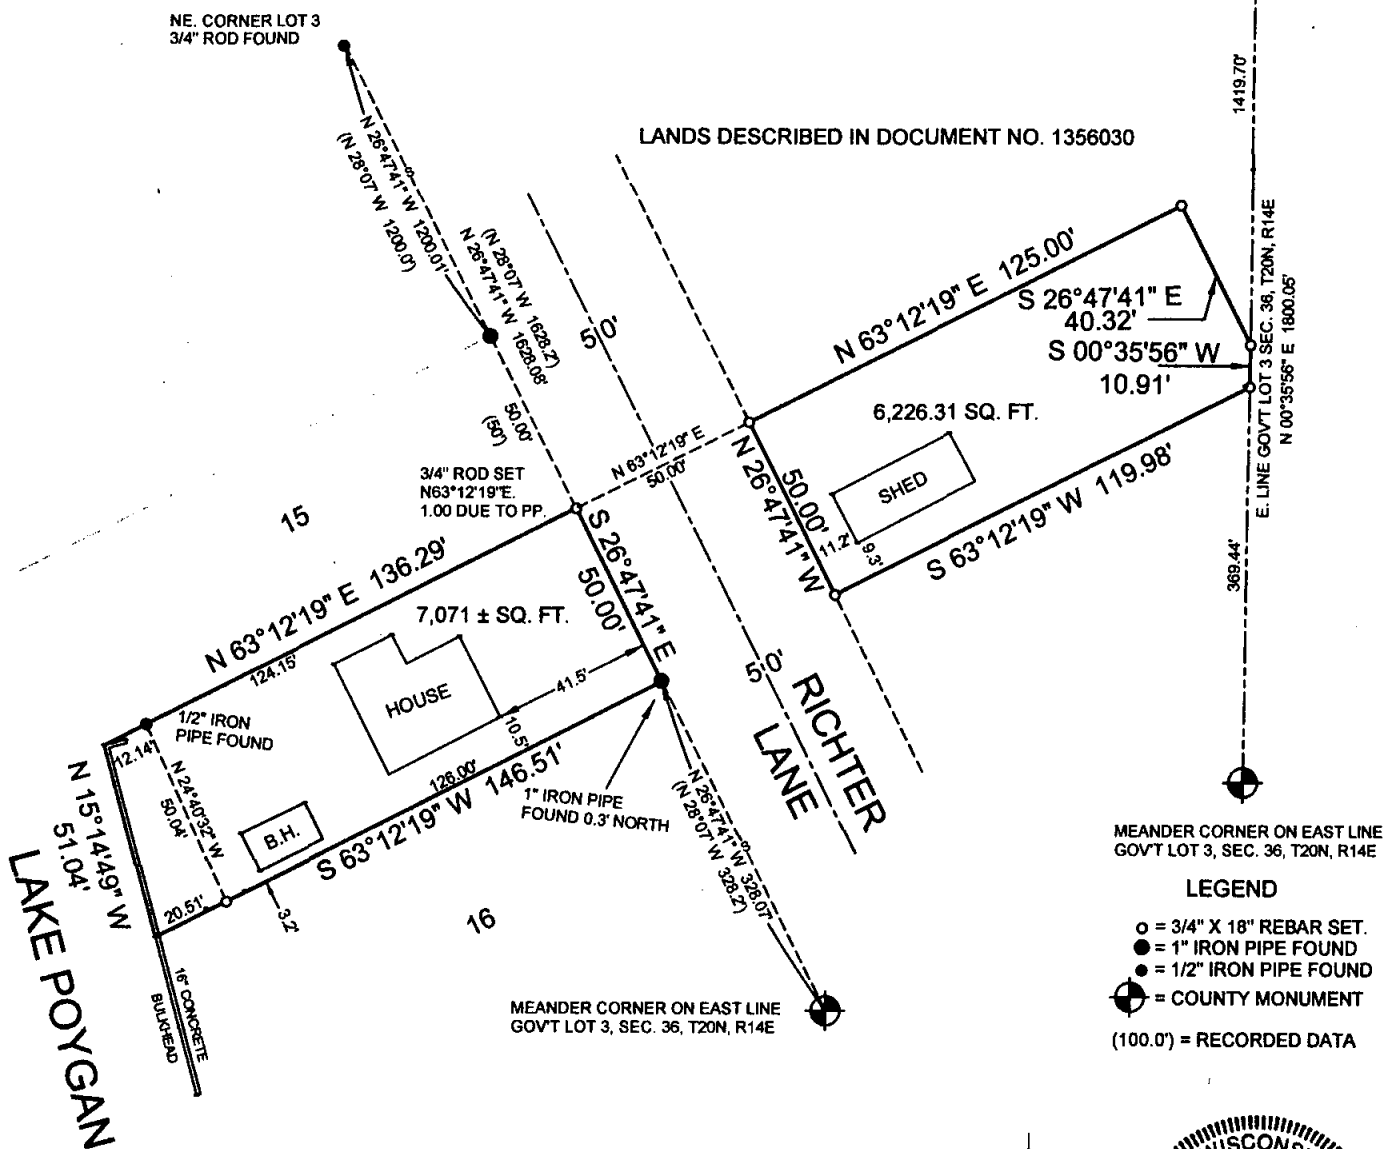 NE. CORNER LOT 3
3/4" ROD FOUND
N 26°47'41" W 1200.01'
(N 28°07' W 1200.0')
(N 28°07' W 1628.2')
N 26°47'41" W 1628.08'
50.00'
(50')
LANDS DESCRIBED IN DOCUMENT NO. 1356030
1419.70'
E. LINE GOV'T LOT 3 SEC. 36, T20N, R14E
N 00°35'56" E 1800.05'
369.44'
50'
N 63°12'19" E 125.00'
S 26°47'41" E
40.32'
S 00°35'56" W
10.91'
6,226.31 SQ. FT.
SHED
N 26°47'41" W
50.00'
11.2'
9.3'
S 63°12'19" W 119.98'
N 63°12'19" E
50.00'
3/4" ROD SET
N63°12'19"E.
1.00 DUE TO PP.
15
N 63°12'19" E 136.29'
124.15'
S 26°47'41" E
50.00'
7,071 ± SQ. FT.
HOUSE
41.5'
10.5'
1/2" IRON
PIPE FOUND
12.14'
N 24°40'32" W
50.04'
N 15°14'49" W
51.04'
B.H.
126.00'
S 63°12'19" W 146.51'
20.51'
3.2'
1" IRON PIPE
FOUND 0.3' NORTH
50'
RICHTER
LANE
N 26°47'41" W 328.07'
(N 28°07' W 328.2')
16
LAKE POYGAN
16" CONCRETE
BULKHEAD
MEANDER CORNER ON EAST LINE
GOV'T LOT 3, SEC. 36, T20N, R14E
MEANDER CORNER ON EAST LINE
GOV'T LOT 3, SEC. 36, T20N, R14E
LEGEND
= 3/4" X 18" REBAR SET.
= 1" IRON PIPE FOUND
= 1/2" IRON PIPE FOUND
= COUNTY MONUMENT
(100.0') = RECORDED DATA